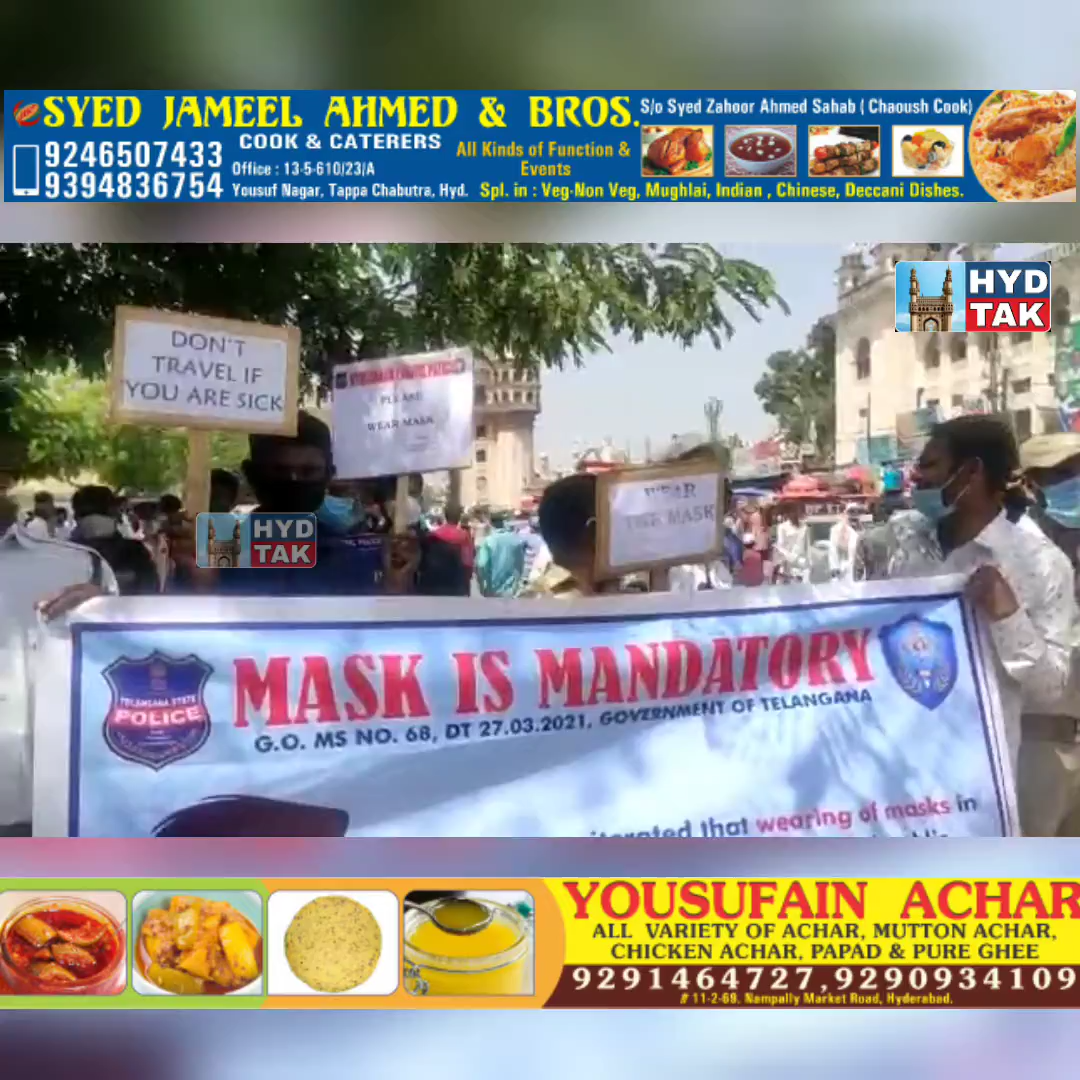 SYED JAMEEL AHMED & BROS.
S/o Syed Zahoor Ahmed Sahab ( Chaoush Cook)
COOK & CATERERS
9246507433
9394836754
Office : 13-5-610/23/A
Yousuf Nagar, Tappa Chabutra, Hyd.
All Kinds of Function &
Events
Spl. in : Veg-Non Veg, Mughlai, Indian , Chinese, Deccani Dishes.
HYD
TAK
DON'T
TRAVEL IF
YOU ARE SICK
PLEASE
WEAR MASK
WEAR
THE MASK
HYD
TAK
TELANGANA STATE
POLICE
MASK IS MANDATORY
G.O. MS NO. 68, DT 27.03.2021, GOVERNMENT OF TELANGANA
that wearing of masks in
YOUSUFAIN ACHAR
ALL VARIETY OF ACHAR, MUTTON ACHAR,
CHICKEN ACHAR, PAPAD & PURE GHEE
9291464727,9290934109
# 11-2-69. Nampally Market Road, Hyderabad.